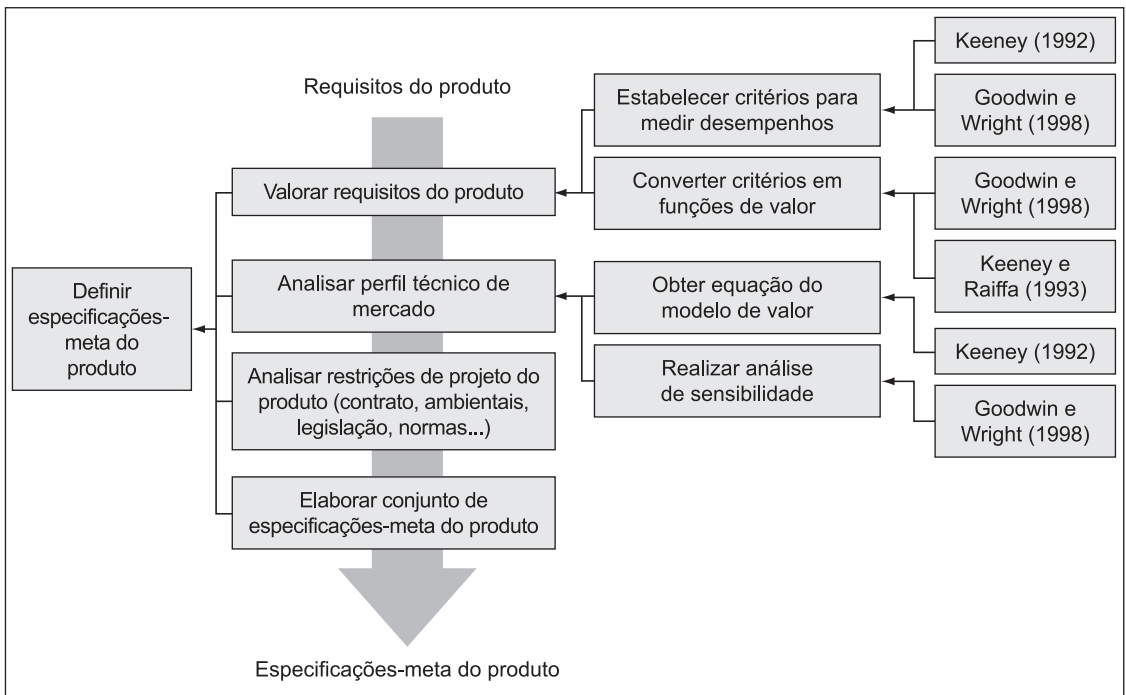 Requisitos do produto
Definir
especificações-
meta do
produto
Valorar requisitos do produto
Analisar perfil técnico de
mercado
Analisar restrições de projeto do
produto (contrato, ambientais,
legislação, normas...)
Elaborar conjunto de
especificações-meta do produto
Especificações-meta do produto
Estabelecer critérios para
medir desempenhos
Converter critérios em
funções de valor
Obter equação do
modelo de valor
Realizar análise
de sensibilidade
Keeney (1992)
Goodwin e
Wright (1998)
Goodwin e
Wright (1998)
Keeney e
Raiffa (1993)
Keeney (1992)
Goodwin e
Wright (1998)